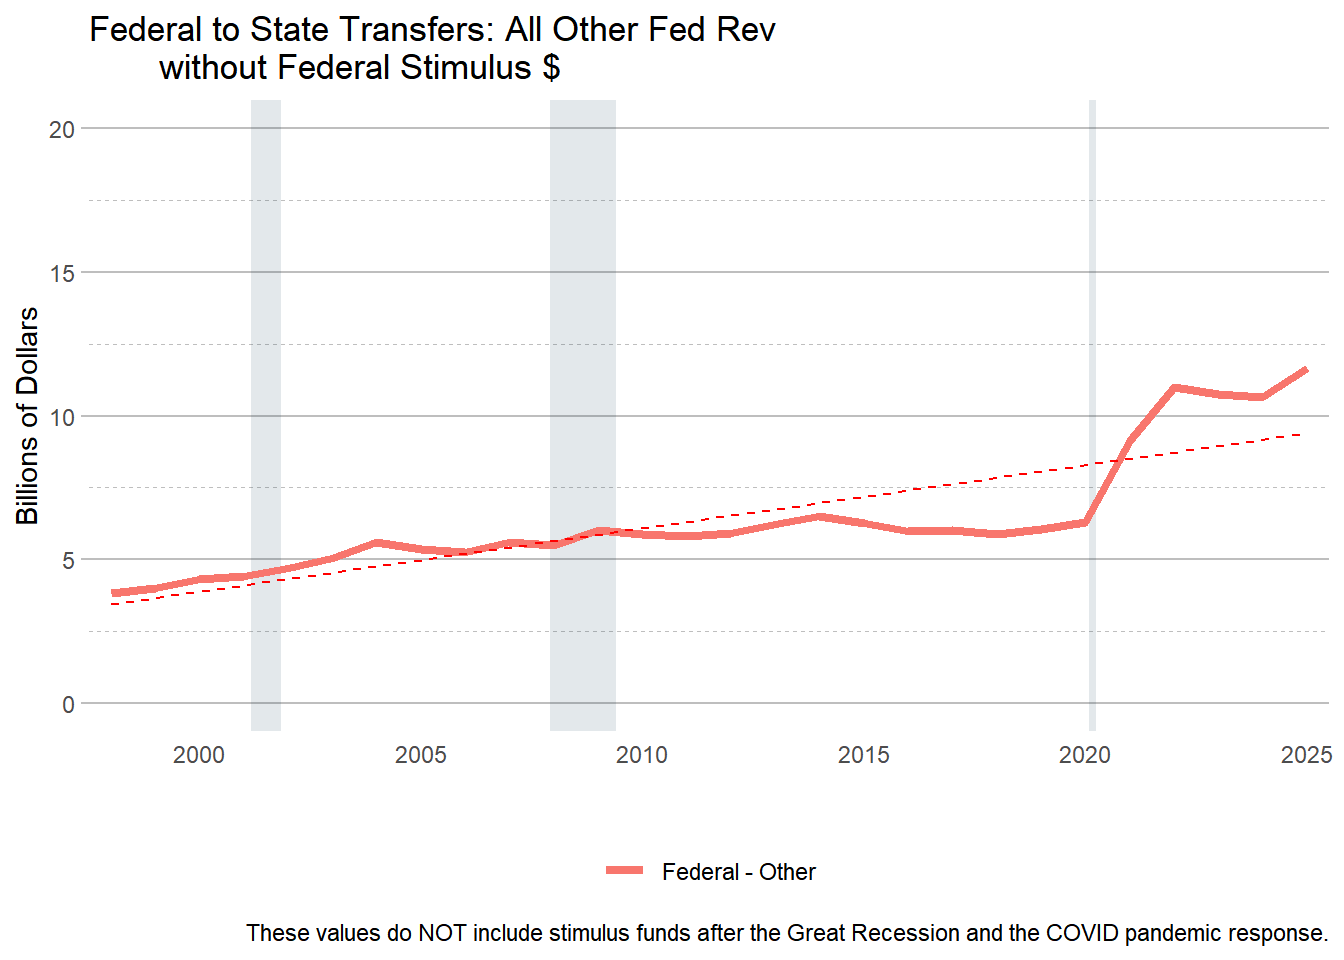 Federal to State Transfers: All Other Fed Rev
without Federal Stimulus $
20
15
10
5
0
Billions of Dollars
2000 2005 2010 2015 2020 2025
Federal - Other
These values do NOT include stimulus funds after the Great Recession and the COVID pandemic response.